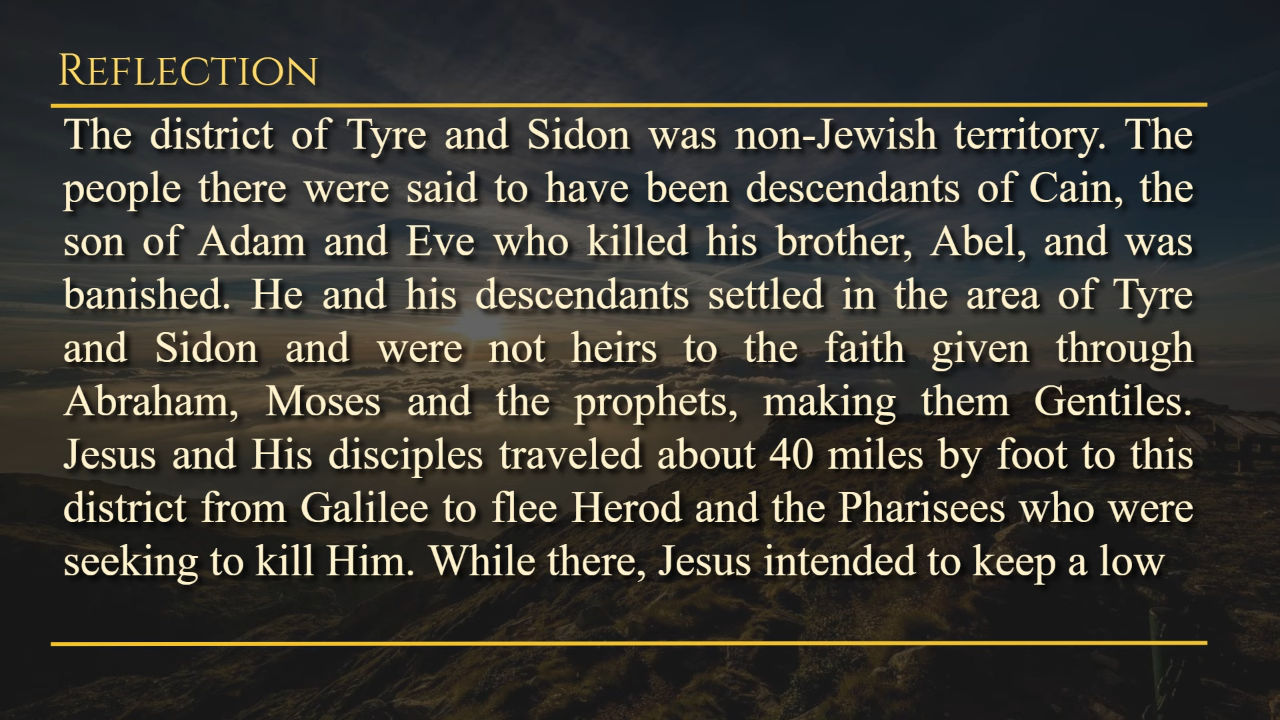 Reflection
The district of Tyre and Sidon was non-Jewish territory. The
people there were said to have been descendants of Cain, the
son of Adam and Eve who killed his brother, Abel, and was
banished. He and his descendants settled in the area of Tyre
and Sidon and were not heirs to the faith given through
Abraham, Moses and the prophets, making them Gentiles.
Jesus and His disciples traveled about 40 miles by foot to this
district from Galilee to flee Herod and the Pharisees who were
seeking to kill Him. While there, Jesus intended to keep a low